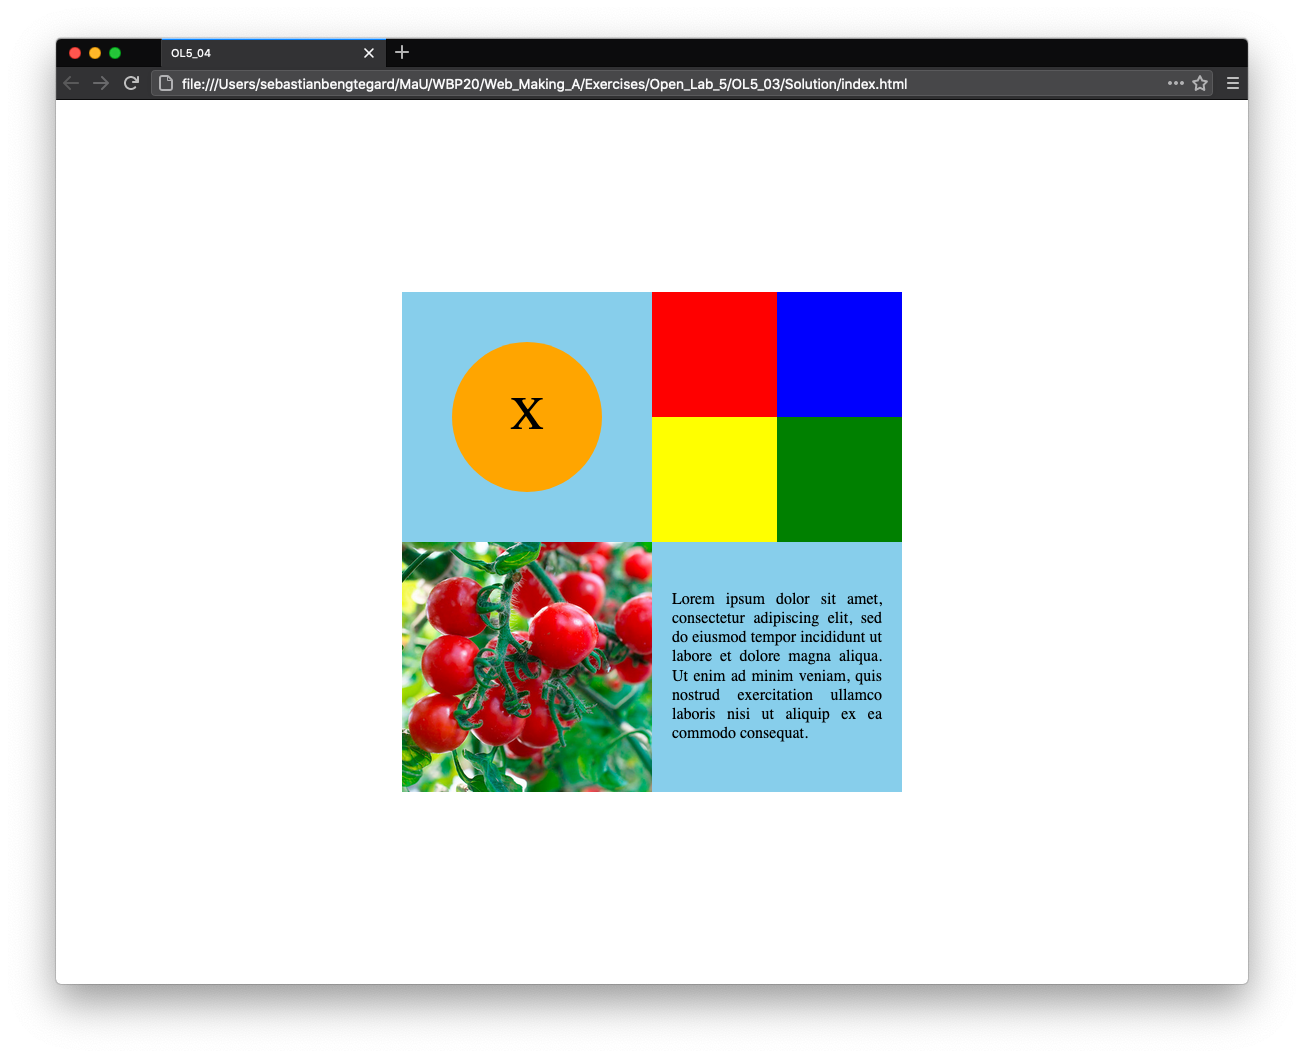 OL5_04
file:///Users/sebastianbengtegard/MaU/WBP20/Web_Making_A/Exercises/Open_Lab_5/OL5_03/Solution/index.html
x
Lorem ipsum dolor sit amet,
consectetur adipiscing elit, sed
do eiusmod tempor incididunt ut
labore et dolore magna aliqua.
Ut enim ad minim veniam, quis
nostrud exercitation ullamco
laboris nisi ut aliquip ex ea
commodo consequat.